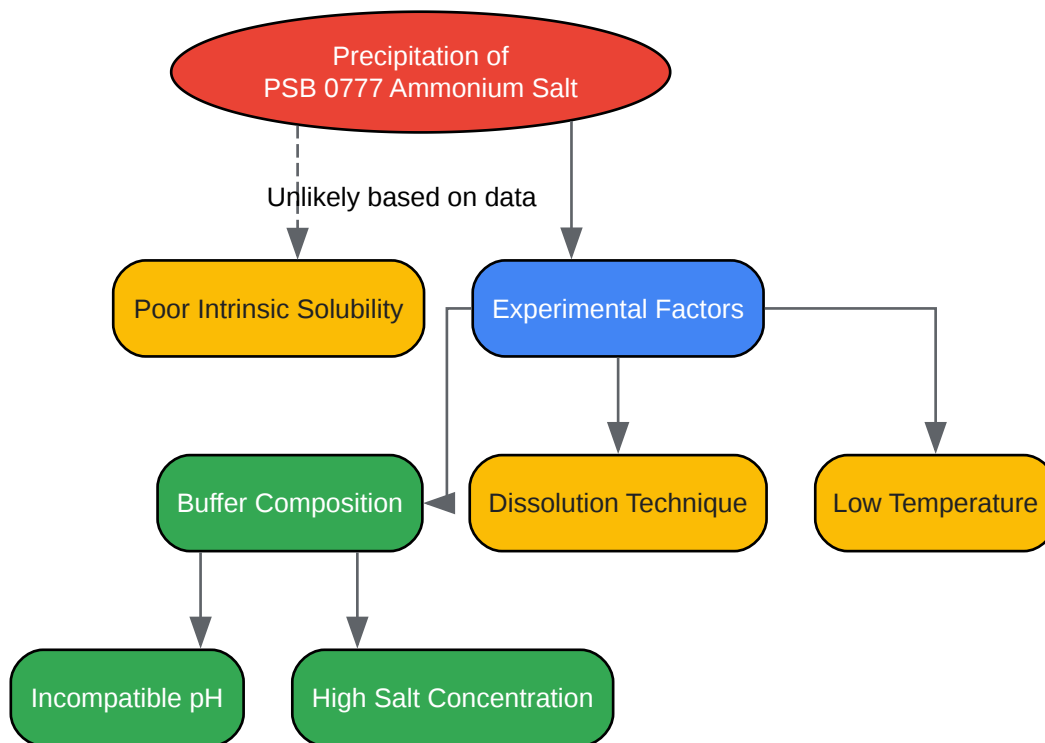 Precipitation of
PSB 0777 Ammonium Salt
Unlikely based on data
Poor Intrinsic Solubility
Experimental Factors
Buffer Composition
Dissolution Technique
Low Temperature
Incompatible pH
High Salt Concentration